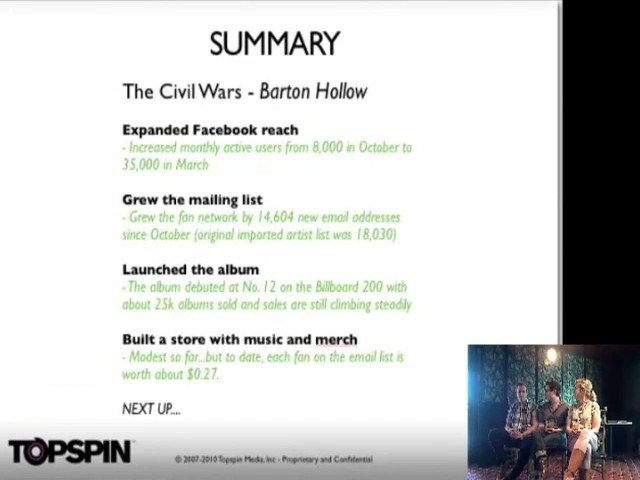 SUMMARY
The Civil Wars - Barton Hollow
Expanded Facebook reach
- Increased monthly active users from 8,000 in October to
35,000 in March
Grew the mailing list
- Grew the fan network by 14,604 new email addresses
since October (original imported artist list was 18,030)
Launched the album
- The album debuted at No. 12 on the Billboard 200 with
about 25k albums sold and sales are still climbing steadily
Built a store with music and merch
- Modest so far...but to date, each fan on the email list is
worth about $0.27.
NEXT UP....
TOPSPIN
© 2007-2010 Topspin Media, Inc - Proprietary and Confidential